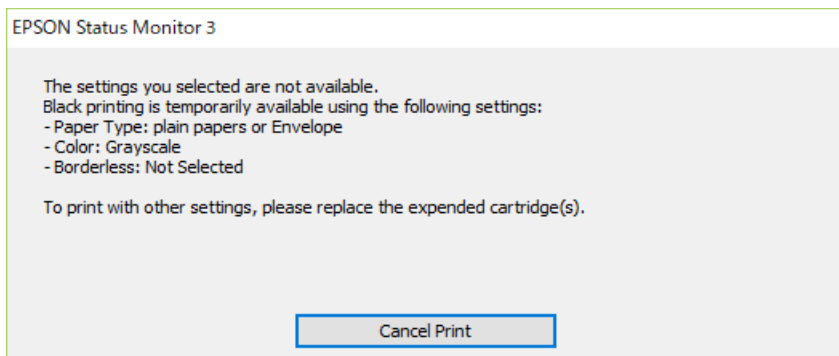 EPSON Status Monitor 3
The settings you selected are not available.
Black printing is temporarily available using the following settings:
- Paper Type: plain papers or Envelope
- Color: Grayscale
- Borderless: Not Selected
To print with other settings, please replace the expended cartridge(s).
Cancel Print